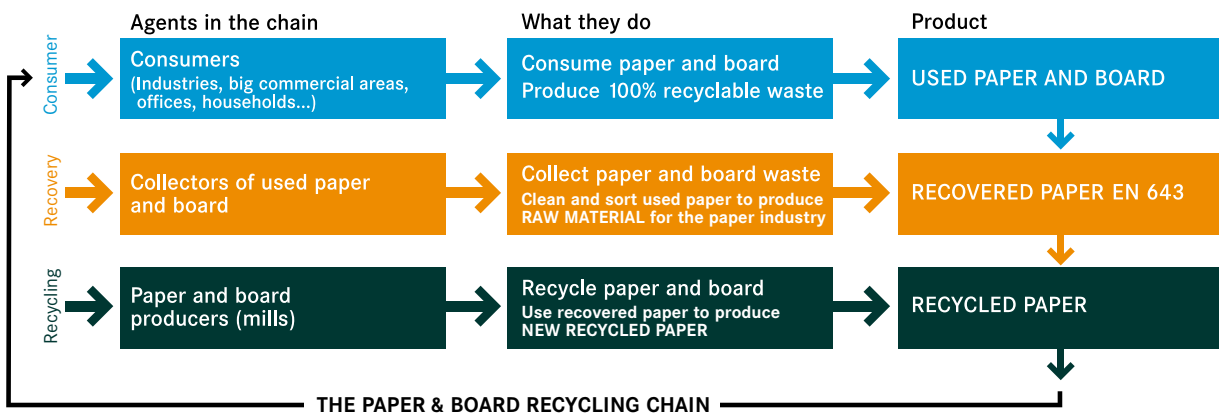 Agents in the chain
What they do
Product
Consumer
Consumers
(Industries, big commercial areas,
offices, households...)
Consume paper and board
Produce 100% recyclable waste
USED PAPER AND BOARD
Recovery
Collectors of used paper
and board
Collect paper and board waste
Clean and sort used paper to produce
RAW MATERIAL for the paper industry
RECOVERED PAPER EN 643
Recycling
Paper and board
producers (mills)
Recycle paper and board
Use recovered paper to produce
NEW RECYCLED PAPER
RECYCLED PAPER
THE PAPER & BOARD RECYCLING CHAIN